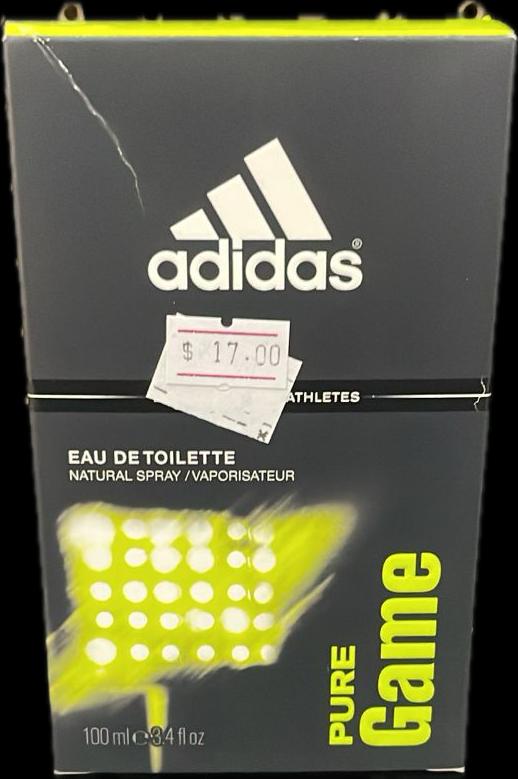 adidas®
$ 17.00
ATHLETES
EAU DE TOILETTE
NATURAL SPRAY / VAPORISATEUR
PURE
Game
100 ml ℮ 3.4 fl oz